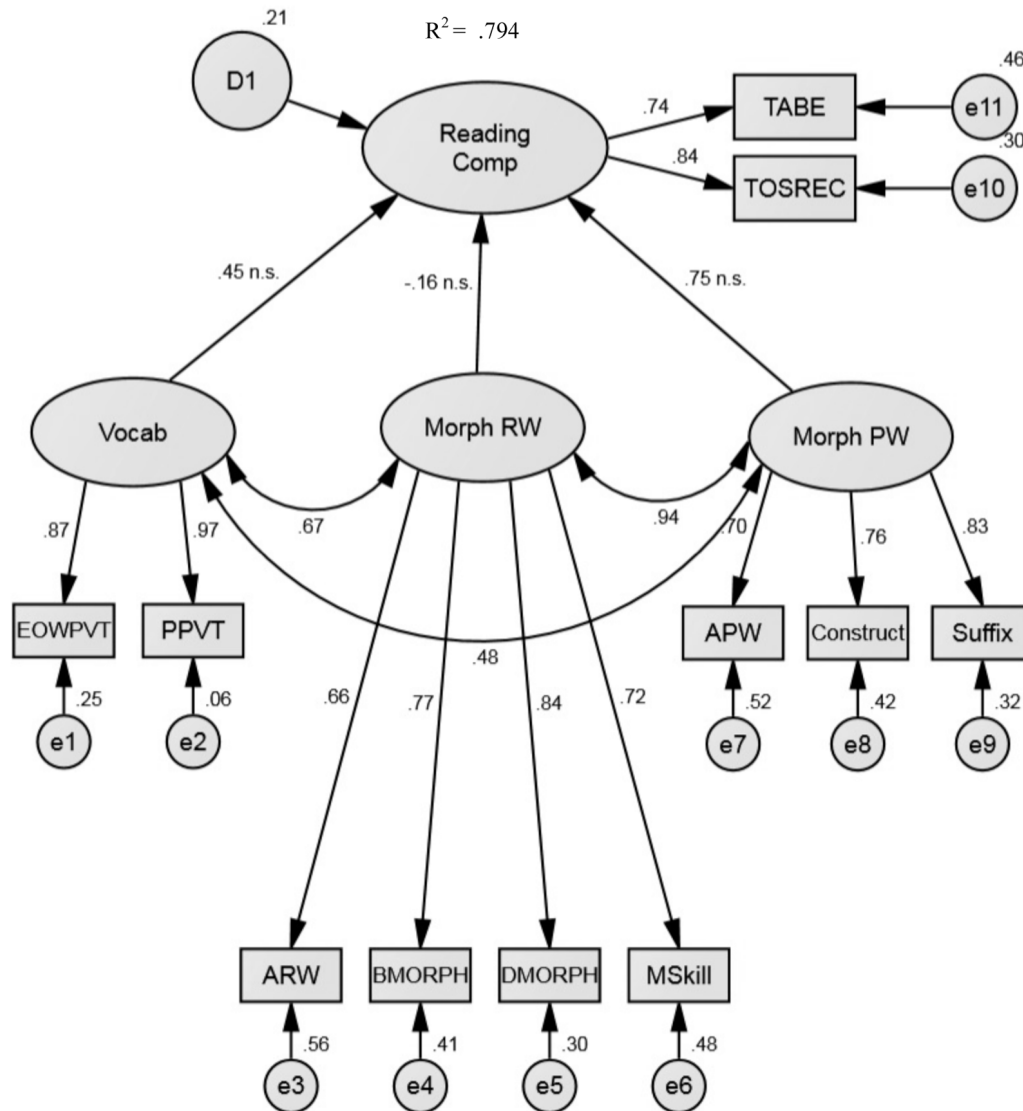 .21
R² = .794
D1
Reading
Comp
.74
TABE
.46
e11
.84
TOSREC
.30
e10
.45 n.s.
-.16 n.s.
.75 n.s.
Vocab
Morph RW
Morph PW
.67
.94
.48
.87
.97
.70
.76
.83
EOWPVT
PPVT
APW
Construct
Suffix
.25
.06
.52
.42
.32
e1
e2
e7
e8
e9
.66
.77
.84
.72
ARW
BMORPH
DMORPH
MSkill
.56
.41
.30
.48
e3
e4
e5
e6